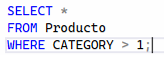 SELECT *
FROM Producto
WHERE CATEGORY > 1;